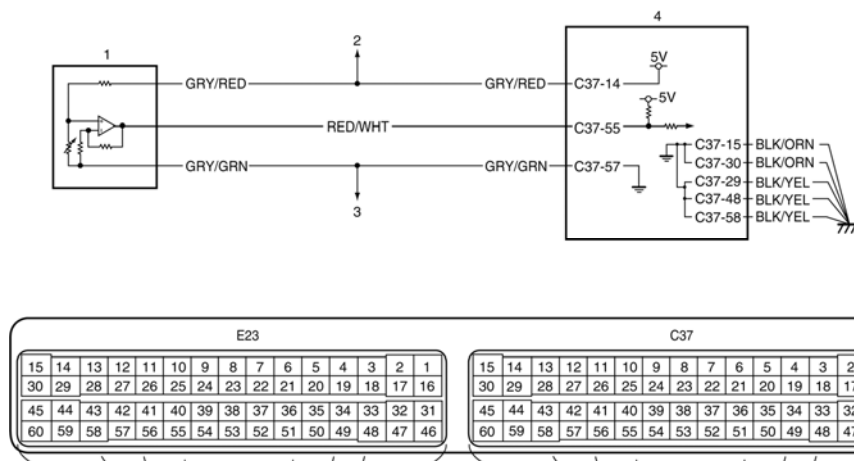 1
2
4
5V
GRY/RED GRY/RED C37-14
5V
RED/WHT C37-55
C37-15 BLK/ORN
GRY/GRN GRY/GRN C37-57
C37-30 BLK/ORN
C37-29 BLK/YEL
C37-48 BLK/YEL
C37-58 BLK/YEL
3
E23
15 14 13 12 11 10 9 8 7 6 5 4 3 2 1
30 29 28 27 26 25 24 23 22 21 20 19 18 17 16
45 44 43 42 41 40 39 38 37 36 35 34 33 32 31
60 59 58 57 56 55 54 53 52 51 50 49 48 47 46
C37
15 14 13 12 11 10 9 8 7 6 5 4 3 2
30 29 28 27 26 25 24 23 22 21 20 19 18 17
45 44 43 42 41 40 39 38 37 36 35 34 33 32
60 59 58 57 56 55 54 53 52 51 50 49 48 47